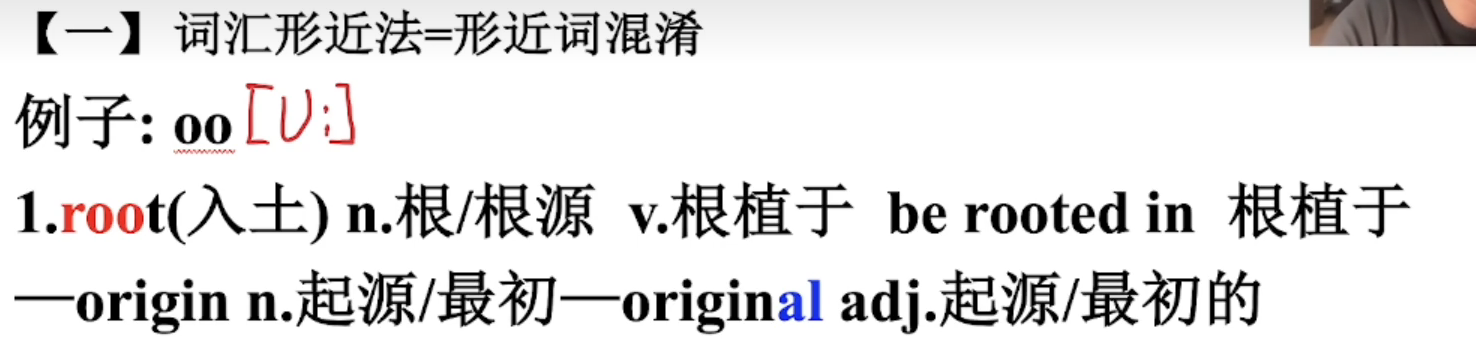 【一】词汇形近法=形近词混淆
例子: oo [U:]
1.root(入土) n.根/根源 v.根植于 be rooted in 根植于
—origin n.起源/最初—original adj.起源/最初的